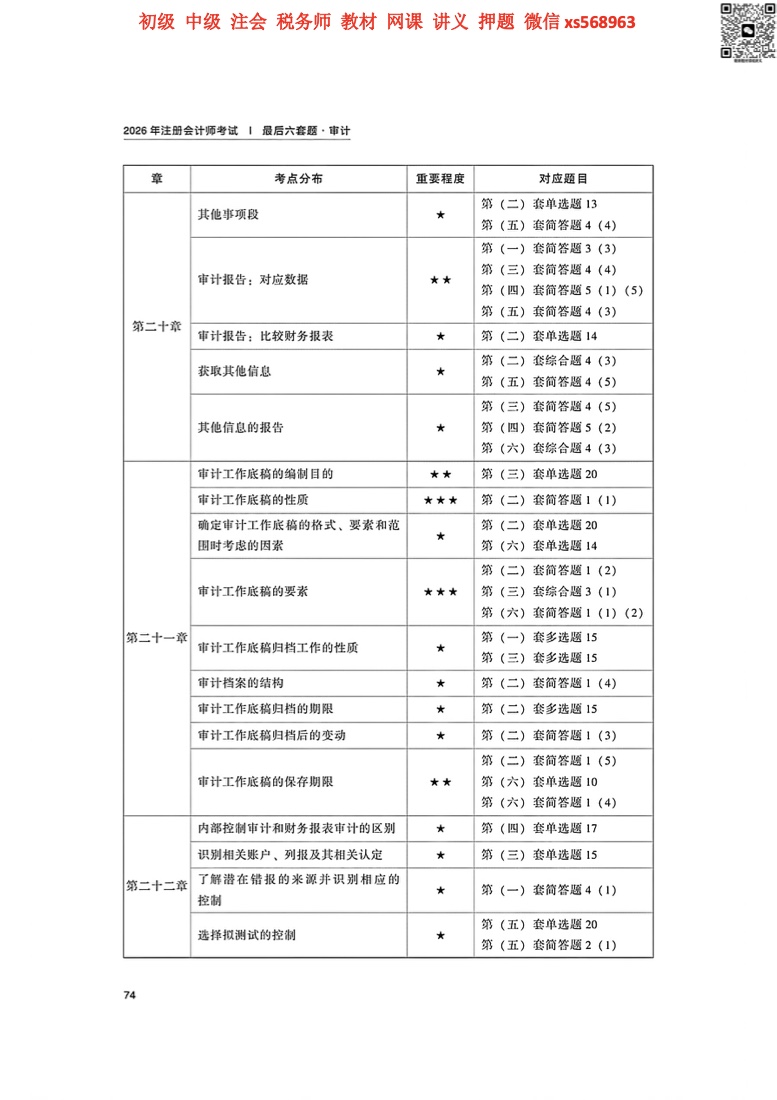 初级 中级 注会 税务师 教材 网课 讲义 押题 微信 xs568963
2026 年注册会计师考试 | 最后六套题·审计
章 考点分布 重要程度 对应题目
第二十章
其他事项段 ★ 第（二）套单选题 13
第（五）套简答题 4（4）
审计报告：对应数据 ★★ 第（一）套简答题 3（3）
第（三）套简答题 4（4）
第（四）套简答题 5（1）（5）
第（五）套简答题 4（3）
审计报告：比较财务报表 ★ 第（二）套单选题 14
获取其他信息 ★ 第（二）套综合题 4（3）
第（五）套简答题 4（5）
其他信息的报告 ★ 第（三）套简答题 4（5）
第（四）套简答题 5（2）
第（六）套综合题 4（3）
第二十一章
审计工作底稿的编制目的 ★★ 第（三）套单选题 20
审计工作底稿的性质 ★★★ 第（二）套简答题 1（1）
确定审计工作底稿的格式、要素和范
围时考虑的因素 ★ 第（二）套单选题 20
第（六）套单选题 14
审计工作底稿的要素 ★★★ 第（二）套简答题 1（2）
第（三）套综合题 3（1）
第（六）套简答题 1（1）（2）
审计工作底稿归档工作的性质 ★ 第（一）套多选题 15
第（三）套多选题 15
审计档案的结构 ★ 第（二）套简答题 1（4）
审计工作底稿归档的期限 ★ 第（二）套多选题 15
审计工作底稿归档后的变动 ★ 第（二）套简答题 1（3）
审计工作底稿的保存期限 ★★ 第（二）套简答题 1（5）
第（六）套单选题 10
第（六）套简答题 1（4）
第二十二章
内部控制审计和财务报表审计的区别 ★ 第（四）套单选题 17
识别相关账户、列报及其相关认定 ★ 第（三）套单选题 15
了解潜在错报的来源并识别相应的
控制 ★ 第（一）套简答题 4（1）
选择拟测试的控制 ★ 第（五）套单选题 20
第（五）套简答题 2（1）
74